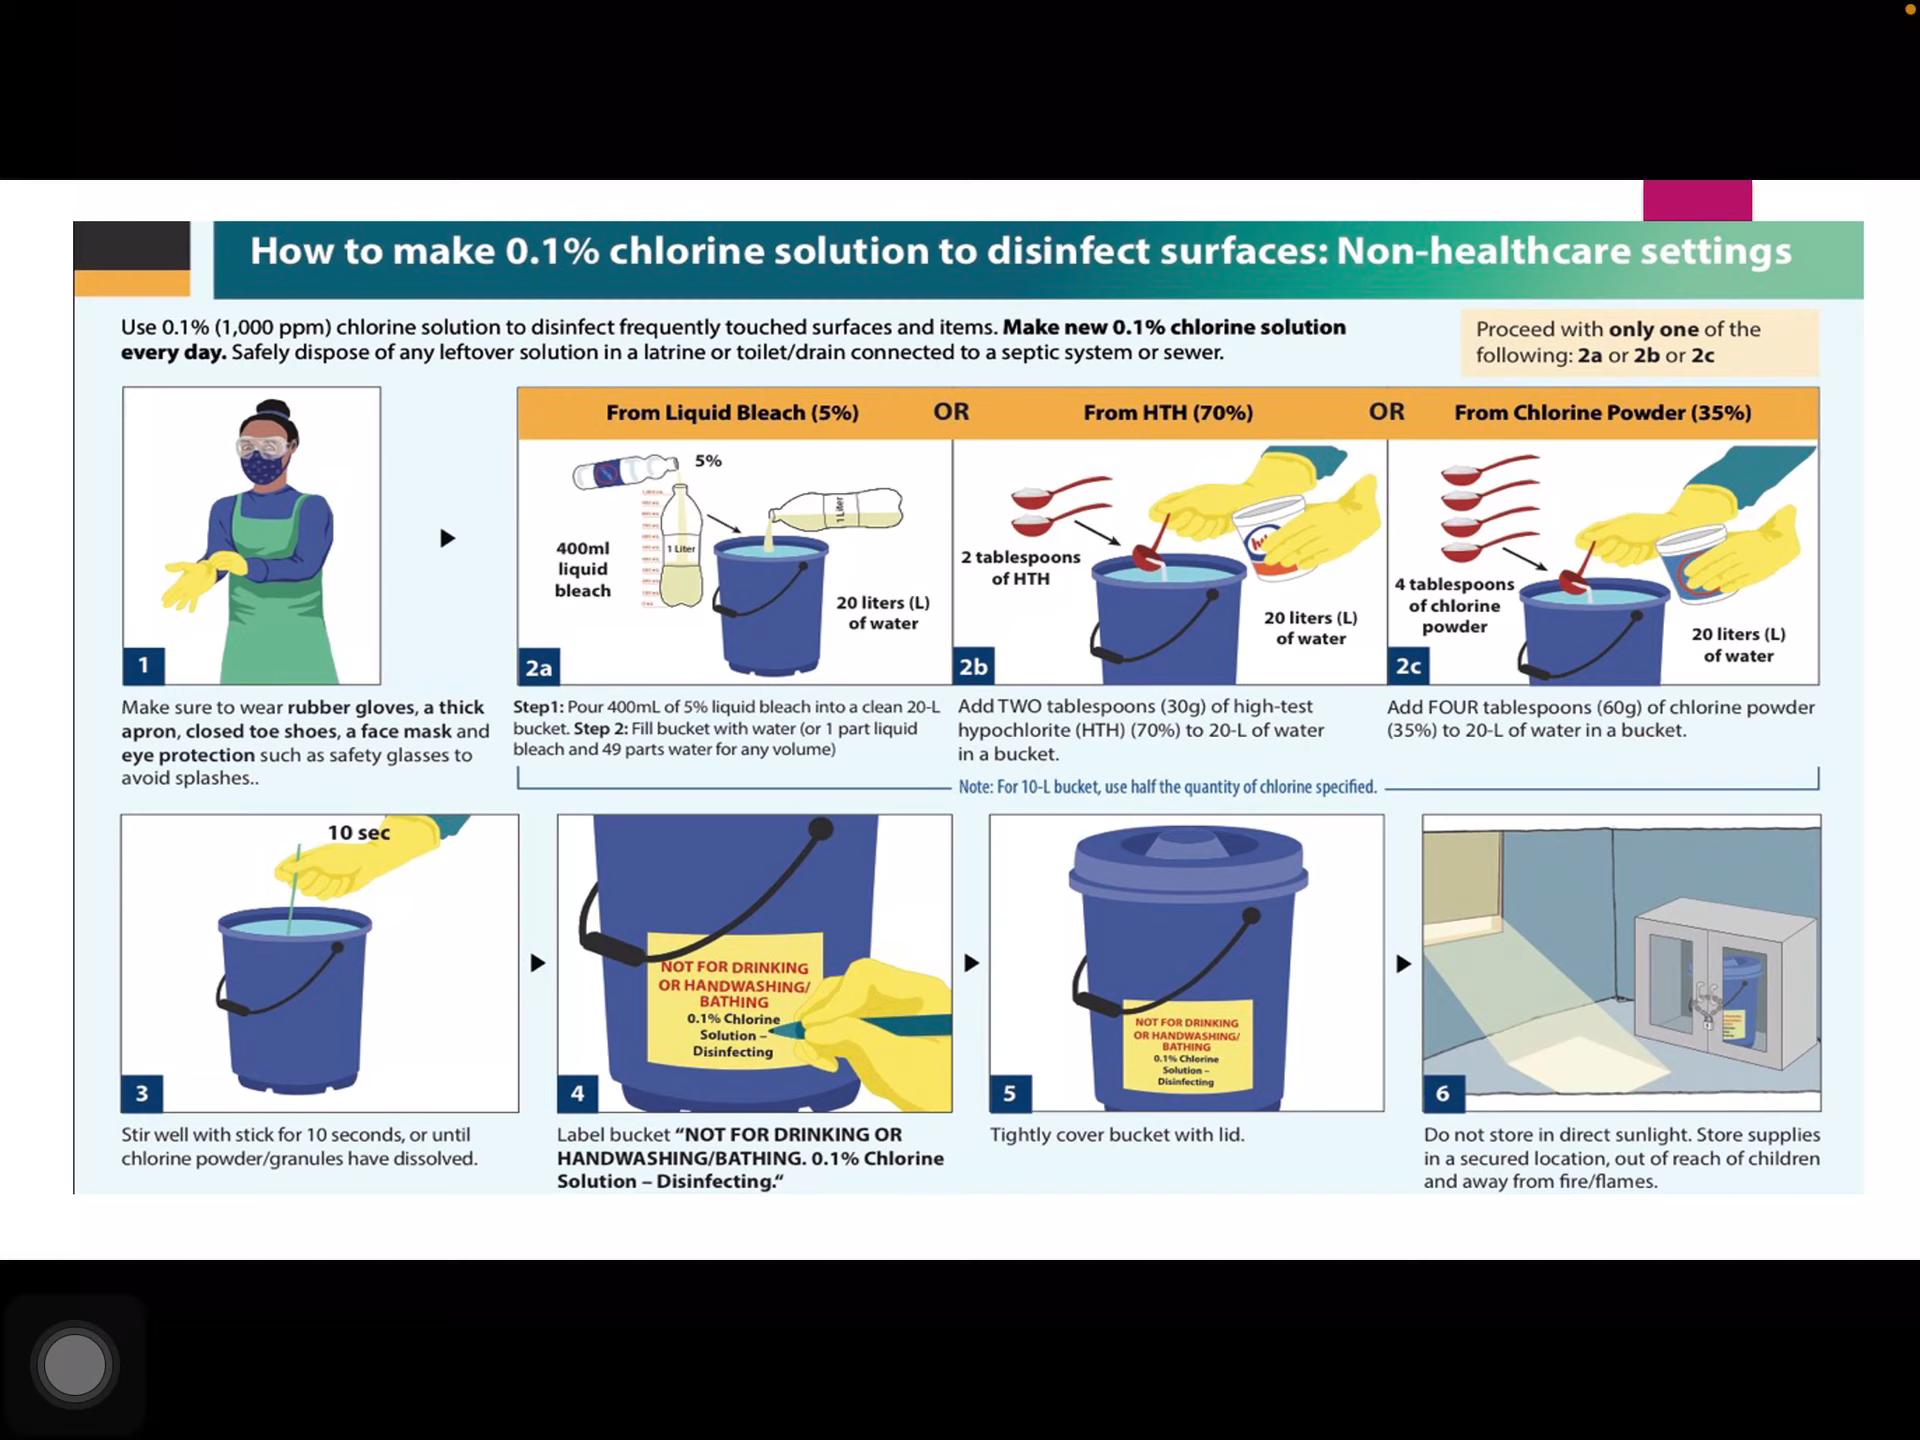 How to make 0.1% chlorine solution to disinfect surfaces: Non-healthcare settings
Use 0.1% (1,000 ppm) chlorine solution to disinfect frequently touched surfaces and items. Make new 0.1% chlorine solution
every day. Safely dispose of any leftover solution in a latrine or toilet/drain connected to a septic system or sewer.
Proceed with only one of the
following: 2a or 2b or 2c
1
Make sure to wear rubber gloves, a thick
apron, closed toe shoes, a face mask and
eye protection such as safety glasses to
avoid splashes..
From Liquid Bleach (5%)
OR
From HTH (70%)
OR
From Chlorine Powder (35%)
5%
400ml
liquid
bleach
1 Liter
1 Liter
20 liters (L)
of water
2a
Step1: Pour 400mL of 5% liquid bleach into a clean 20-L
bucket. Step 2: Fill bucket with water (or 1 part liquid
bleach and 49 parts water for any volume)
2 tablespoons
of HTH
20 liters (L)
of water
2b
Add TWO tablespoons (30g) of high-test
hypochlorite (HTH) (70%) to 20-L of water
in a bucket.
4 tablespoons
of chlorine
powder
20 liters (L)
of water
2c
Add FOUR tablespoons (60g) of chlorine powder
(35%) to 20-L of water in a bucket.
Note: For 10-L bucket, use half the quantity of chlorine specified.
10 sec
3
Stir well with stick for 10 seconds, or until
chlorine powder/granules have dissolved.
NOT FOR DRINKING
OR HANDWASHING/
BATHING
0.1% Chlorine
Solution –
Disinfecting
4
Label bucket “NOT FOR DRINKING OR
HANDWASHING/BATHING. 0.1% Chlorine
Solution – Disinfecting.“
NOT FOR DRINKING
OR HANDWASHING/
BATHING
0.1% Chlorine
Solution –
Disinfecting
5
Tightly cover bucket with lid.
6
Do not store in direct sunlight. Store supplies
in a secured location, out of reach of children
and away from fire/flames.